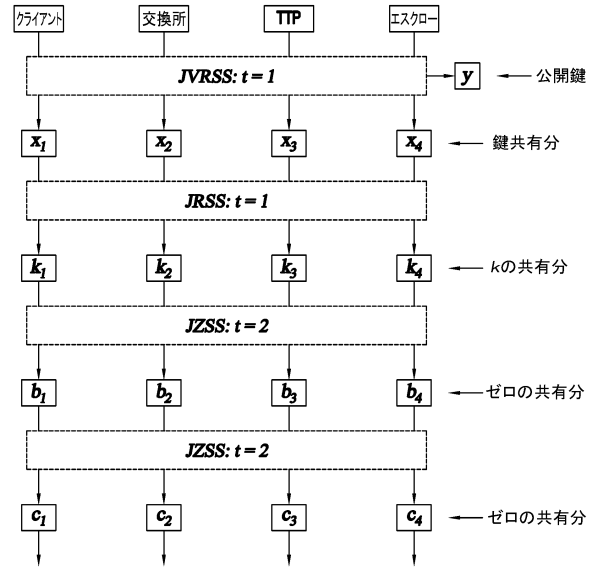 クライアント 交換所 TTP エスクロー
JVRSS: t = 1 y 公開鍵
x1 x2 x3 x4 鍵共有分
JRSS: t = 1
k1 k2 k3 k4 kの共有分
JZSS: t = 2
b1 b2 b3 b4 ゼロの共有分
JZSS: t = 2
c1 c2 c3 c4 ゼロの共有分